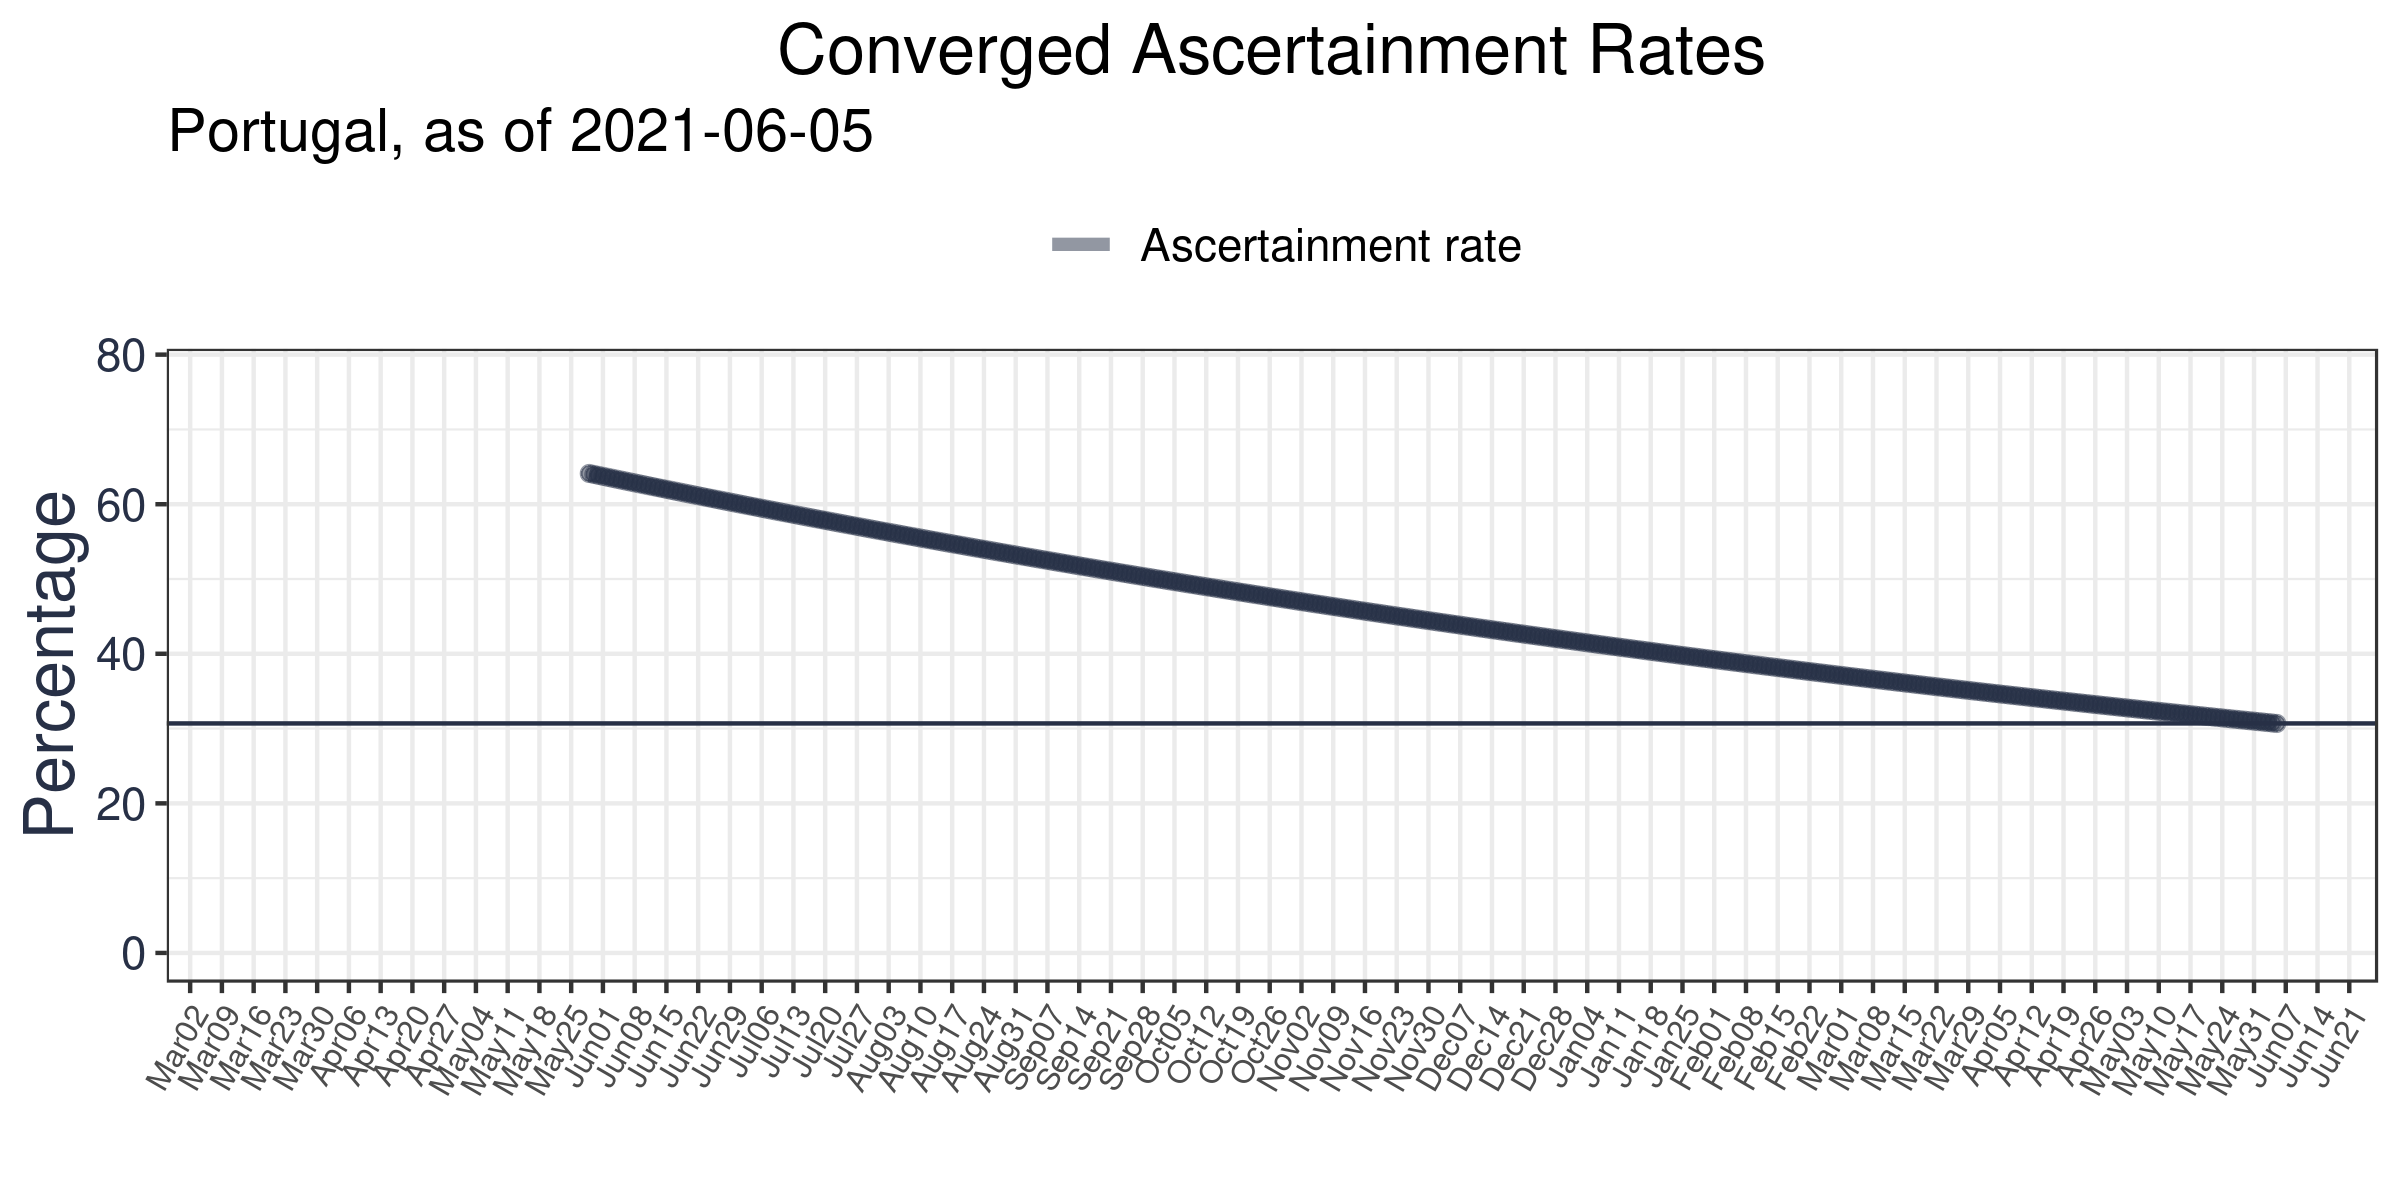 Converged Ascertainment Rates
Portugal, as of 2021-06-05
Ascertainment rate
Percentage
80
60
40
20
0
Mar02 Mar09 Mar16 Mar23 Mar30 Apr06 Apr13 Apr20 Apr27 May04 May11 May18 May25 Jun01 Jun08 Jun15 Jun22 Jun29 Jul06 Jul13 Jul20 Jul27 Aug03 Aug10 Aug17 Aug24 Aug31 Sep07 Sep14 Sep21 Sep28 Oct05 Oct12 Oct19 Oct26 Nov02 Nov09 Nov16 Nov23 Nov30 Dec07 Dec14 Dec21 Dec28 Jan04 Jan11 Jan18 Jan25 Feb01 Feb08 Feb15 Feb22 Mar01 Mar08 Mar15 Mar22 Mar29 Apr05 Apr12 Apr19 Apr26 May03 May10 May17 May24 May31 Jun07 Jun14 Jun21